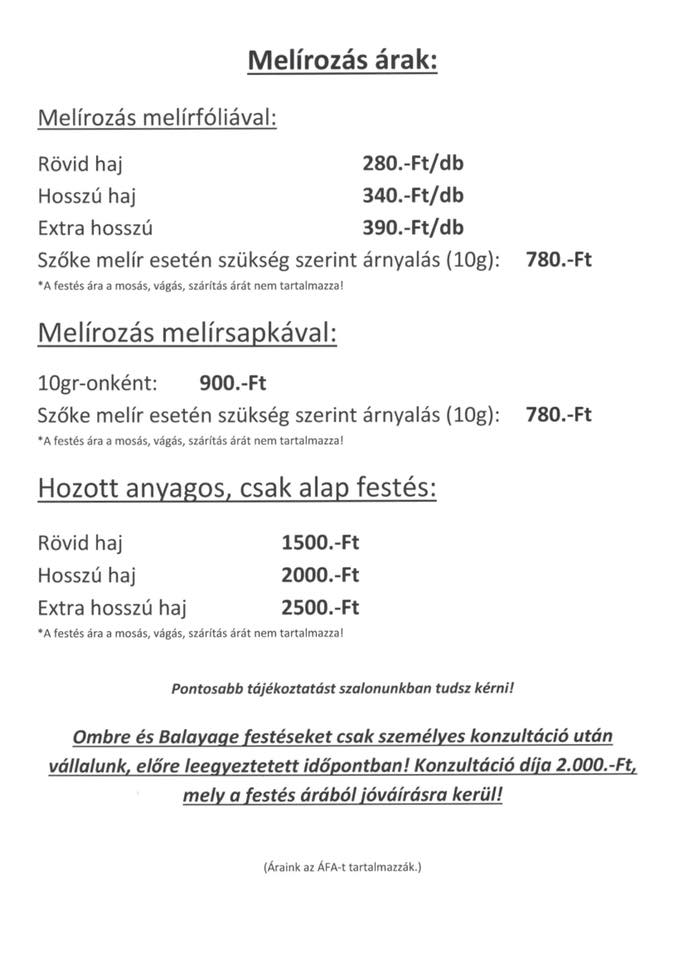 Melírozás árak:
Melírozás melírfóliával:
Rövid haj 280.-Ft/db
Hosszú haj 340.-Ft/db
Extra hosszú 390.-Ft/db
Szőke melír esetén szükség szerint árnyalás (10g): 780.-Ft
*A festés ára a mosás, vágás, szárítás árát nem tartalmazza!
Melírozás melírsapkával:
10gr-onként: 900.-Ft
Szőke melír esetén szükség szerint árnyalás (10g): 780.-Ft
*A festés ára a mosás, vágás, szárítás árát nem tartalmazza!
Hozott anyagos, csak alap festés:
Rövid haj 1500.-Ft
Hosszú haj 2000.-Ft
Extra hosszú haj 2500.-Ft
*A festés ára a mosás, vágás, szárítás árát nem tartalmazza!
Pontosabb tájékoztatást szalonunkban tudsz kérni!
Ombre és Balayage festéseket csak személyes konzultáció után
vállalunk, előre leegyeztetett időpontban! Konzultáció díja 2.000.-Ft,
mely a festés árából jóváírásra kerül!
(Áraink az ÁFA-t tartalmazzák.)